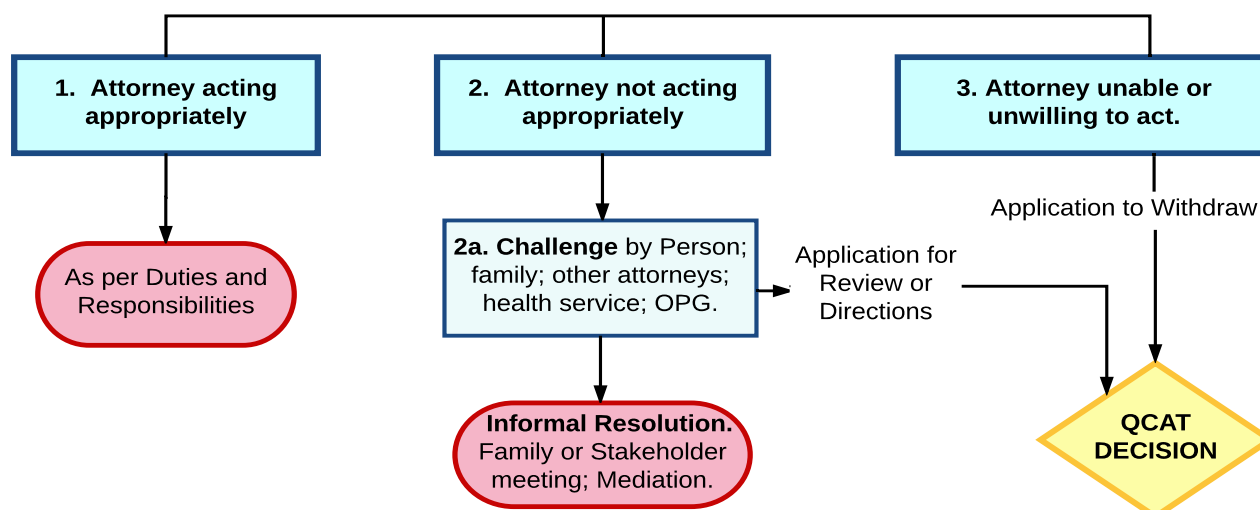 1. Attorney acting
appropriately
2. Attorney not acting
appropriately
3. Attorney unable or
unwilling to act.
As per Duties and
Responsibilities
2a. Challenge by Person;
family; other attorneys;
health service; OPG.
Application for
Review or
Directions
Application to Withdraw
Informal Resolution.
Family or Stakeholder
meeting; Mediation.
QCAT
DECISION